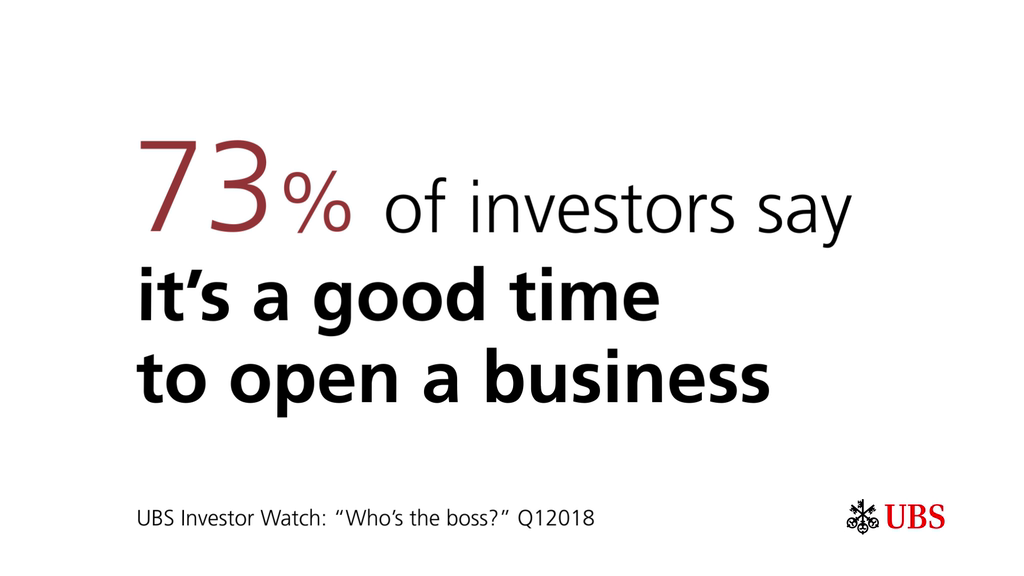 73% of investors say
it’s a good time
to open a business
UBS Investor Watch: “Who’s the boss?” Q12018
UBS